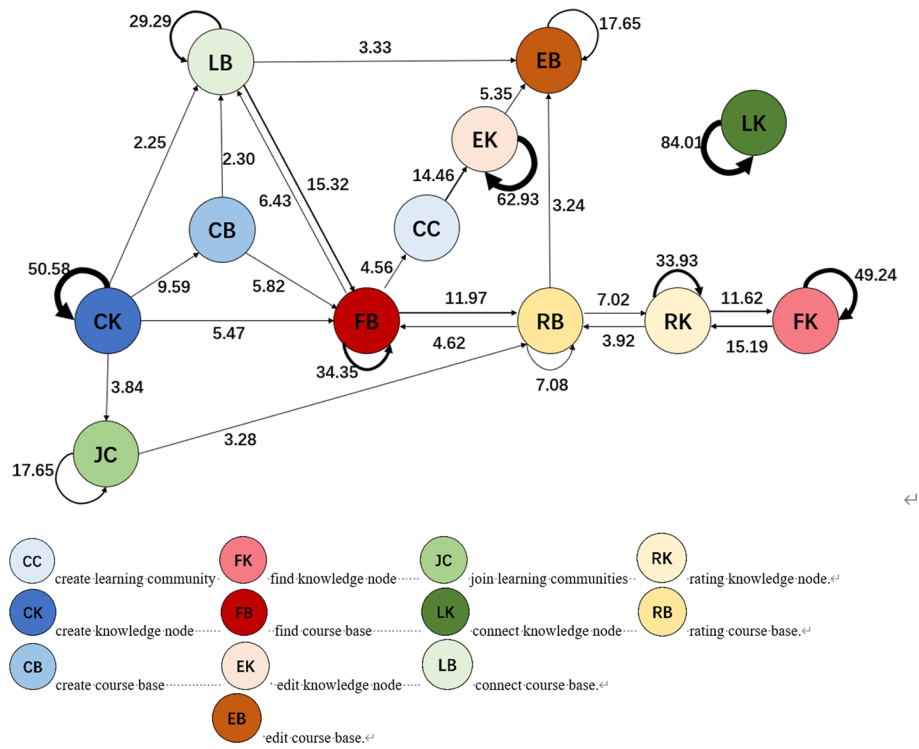 29.29
17.65
3.33
LB
EB
5.35
LK
84.01
EK
2.25
2.30
14.46
62.93
15.32
6.43
3.24
CB
CC
50.58
9.59
5.82
4.56
33.93
49.24
11.97
7.02
11.62
CK
FB
RB
RK
FK
5.47
4.62
3.92
15.19
34.35
7.08
3.84
3.28
JC
17.65
CC create learning community FK find knowledge node JC join learning communities RK rating knowledge node.
CK create knowledge node FB find course base LK connect knowledge node RB rating course base.
CB create course base EK edit knowledge node LB connect course base.
EB edit course base.